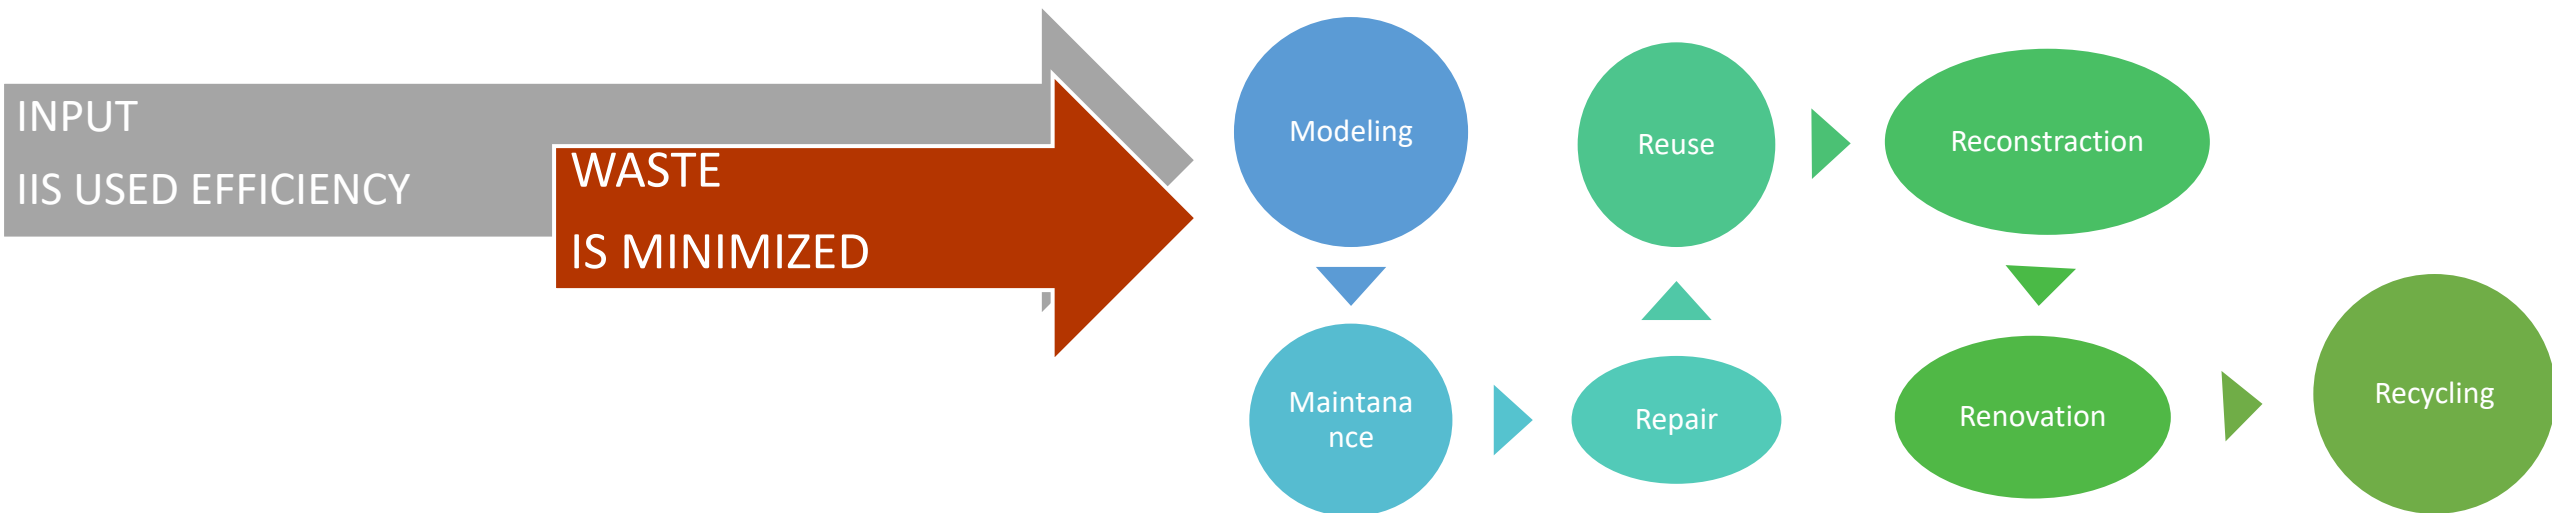 INPUT
IIS USED EFFICIENCY
WASTE
IS MINIMIZED
Modeling
Maintana
nce
Repair
Reuse
Reconstraction
Renovation
Recycling